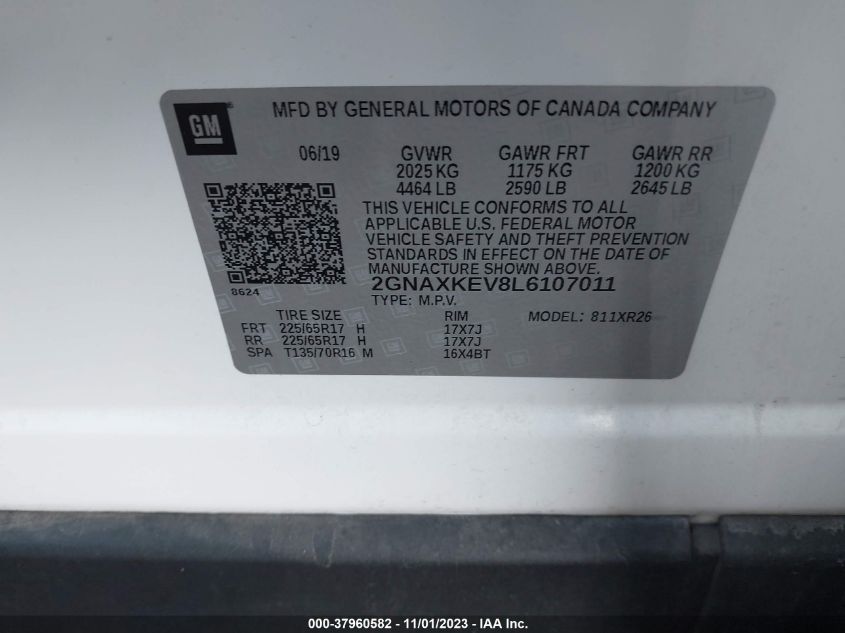 GM
MFD BY GENERAL MOTORS OF CANADA COMPANY
06/19 GVWR GAWR FRT GAWR RR
2025 KG 1175 KG 1200 KG
4464 LB 2590 LB 2645 LB
THIS VEHICLE CONFORMS TO ALL
APPLICABLE U.S. FEDERAL MOTOR
VEHICLE SAFETY AND THEFT PREVENTION
STANDARDS IN EFFECT ON THE DATE OF
MANUFACTURE SHOWN ABOVE.
8624
2GNAXKEV8L6107011
TYPE: M.P.V.
TIRE SIZE RIM MODEL: 811XR26
FRT 225/65R17 H 17X7J
RR 225/65R17 H 17X7J
SPA T135/70R16 M 16X4BT
000-37960582 - 11/01/2023 - IAA Inc.